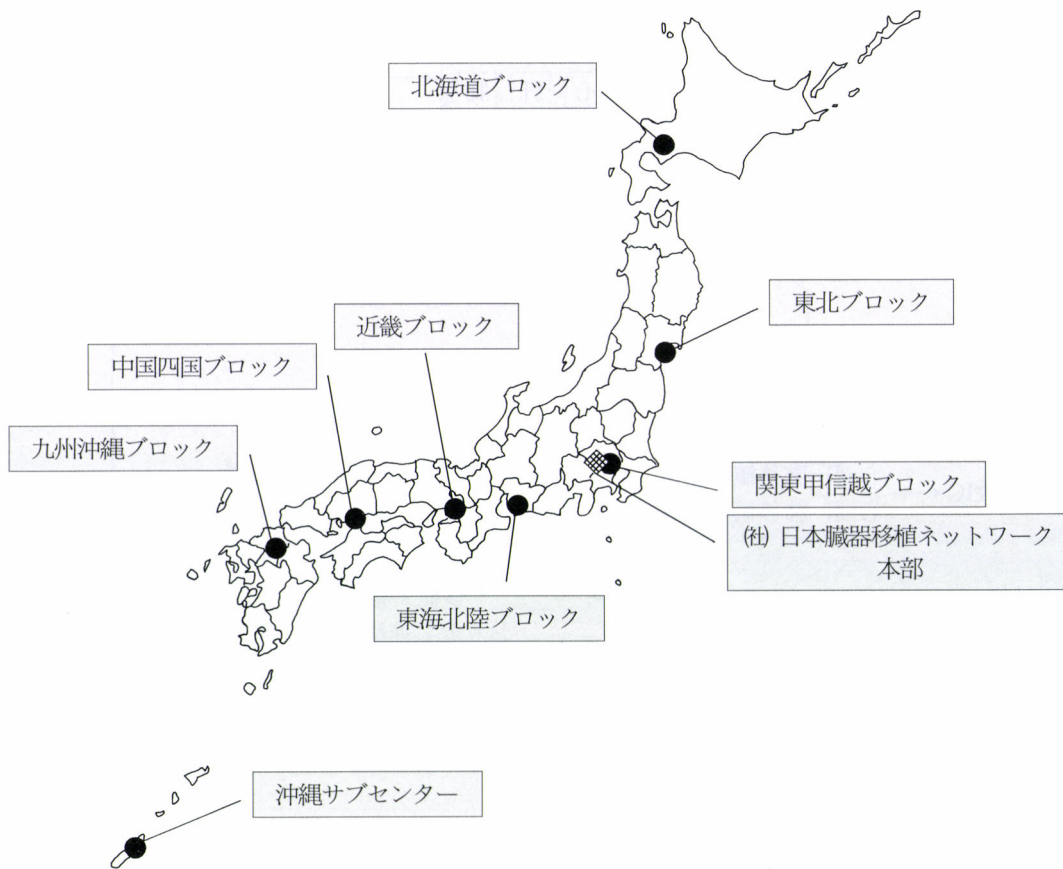 北海道ブロック
東北ブロック
近畿ブロック
中国四国ブロック
九州沖縄ブロック
関東甲信越ブロック
㈳ 日本臓器移植ネットワーク
本部
東海北陸ブロック
沖縄サブセンター